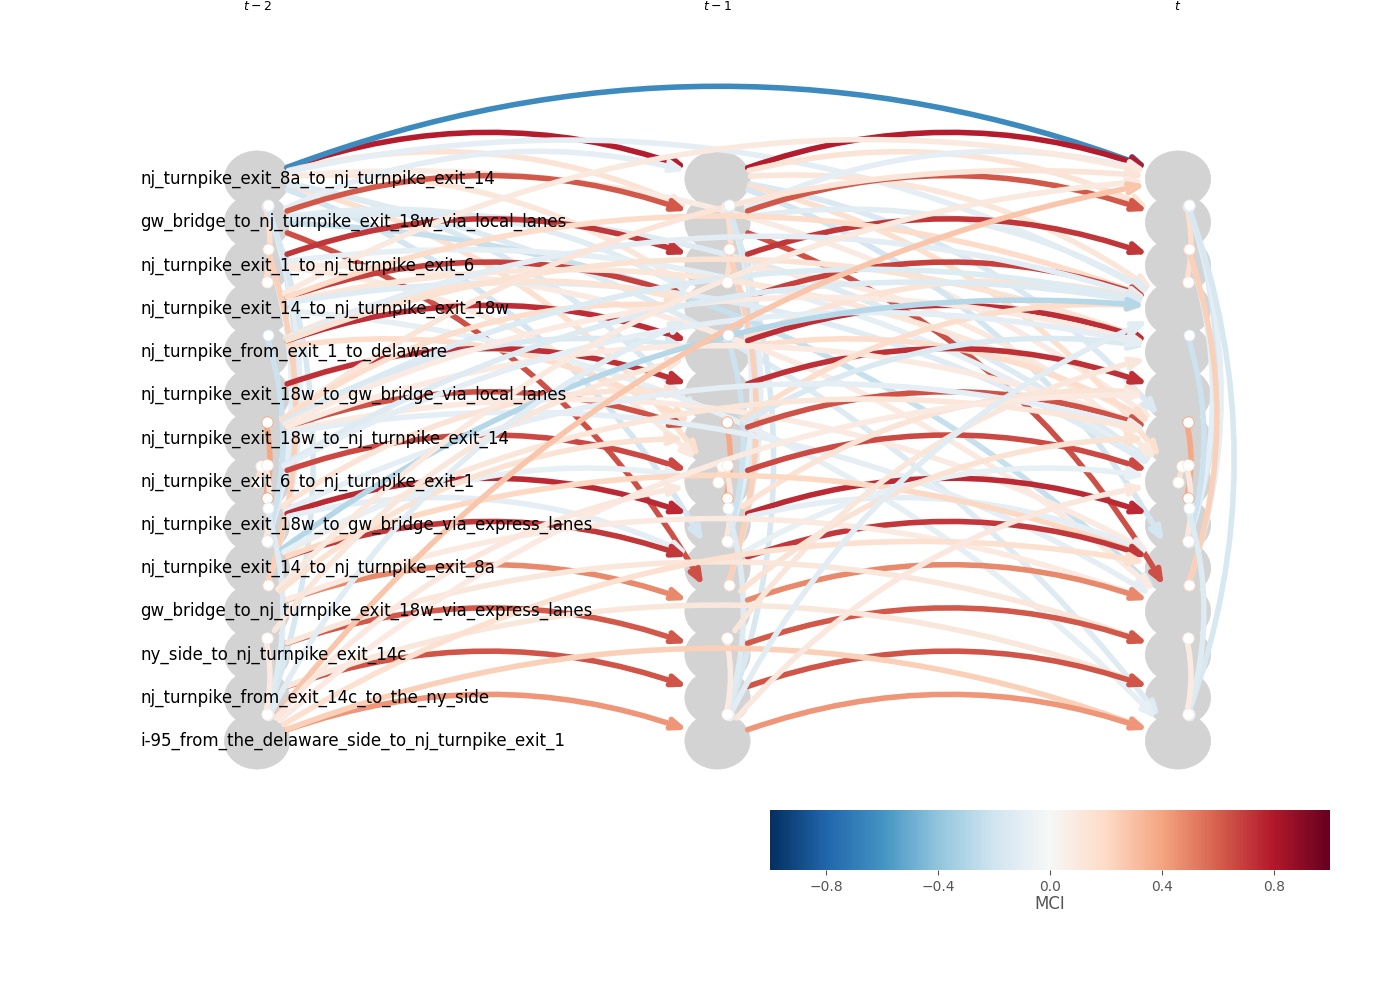 t − 2 t − 1 t
nj_turnpike_exit_8a_to_nj_turnpike_exit_14
gw_bridge_to_nj_turnpike_exit_18w_via_local_lanes
nj_turnpike_exit_1_to_nj_turnpike_exit_6
nj_turnpike_exit_14_to_nj_turnpike_exit_18w
nj_turnpike_from_exit_1_to_delaware
nj_turnpike_exit_18w_to_gw_bridge_via_local_lanes
nj_turnpike_exit_18w_to_nj_turnpike_exit_14
nj_turnpike_exit_6_to_nj_turnpike_exit_1
nj_turnpike_exit_18w_to_gw_bridge_via_express_lanes
nj_turnpike_exit_14_to_nj_turnpike_exit_8a
gw_bridge_to_nj_turnpike_exit_18w_via_express_lanes
ny_side_to_nj_turnpike_exit_14c
nj_turnpike_from_exit_14c_to_the_ny_side
i-95_from_the_delaware_side_to_nj_turnpike_exit_1
−0.8 −0.4 0.0 0.4 0.8
MCI